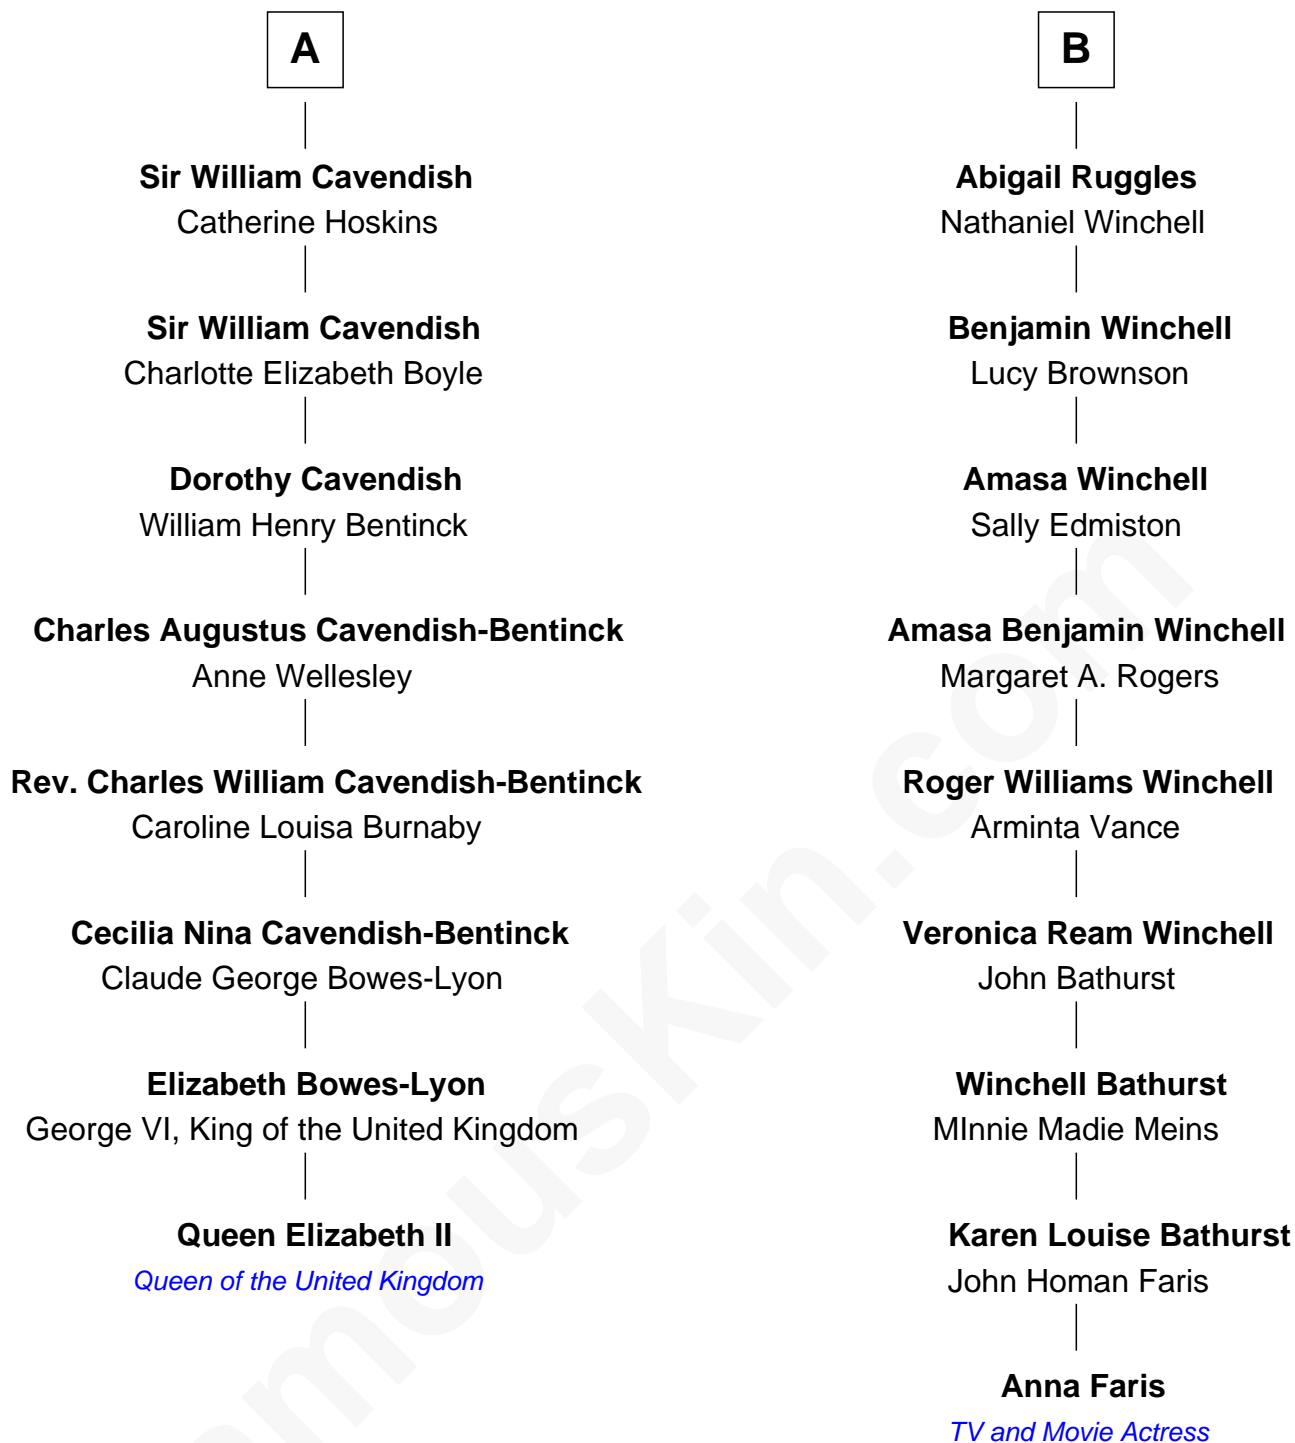 A
Sir William Cavendish
Catherine Hoskins
Sir William Cavendish
Charlotte Elizabeth Boyle
Dorothy Cavendish
William Henry Bentinck
Charles Augustus Cavendish-Bentinck
Anne Wellesley
Rev. Charles William Cavendish-Bentinck
Caroline Louisa Burnaby
Cecilia Nina Cavendish-Bentinck
Claude George Bowes-Lyon
Elizabeth Bowes-Lyon
George VI, King of the United Kingdom
Queen Elizabeth II
Queen of the United Kingdom
B
Abigail Ruggles
Nathaniel Winchell
Benjamin Winchell
Lucy Brownson
Amasa Winchell
Sally Edmiston
Amasa Benjamin Winchell
Margaret A. Rogers
Roger Williams Winchell
Arminta Vance
Veronica Ream Winchell
John Bathurst
Winchell Bathurst
MInnie Madie Meins
Karen Louise Bathurst
John Homan Faris
Anna Faris
TV and Movie Actress
amousKin.com